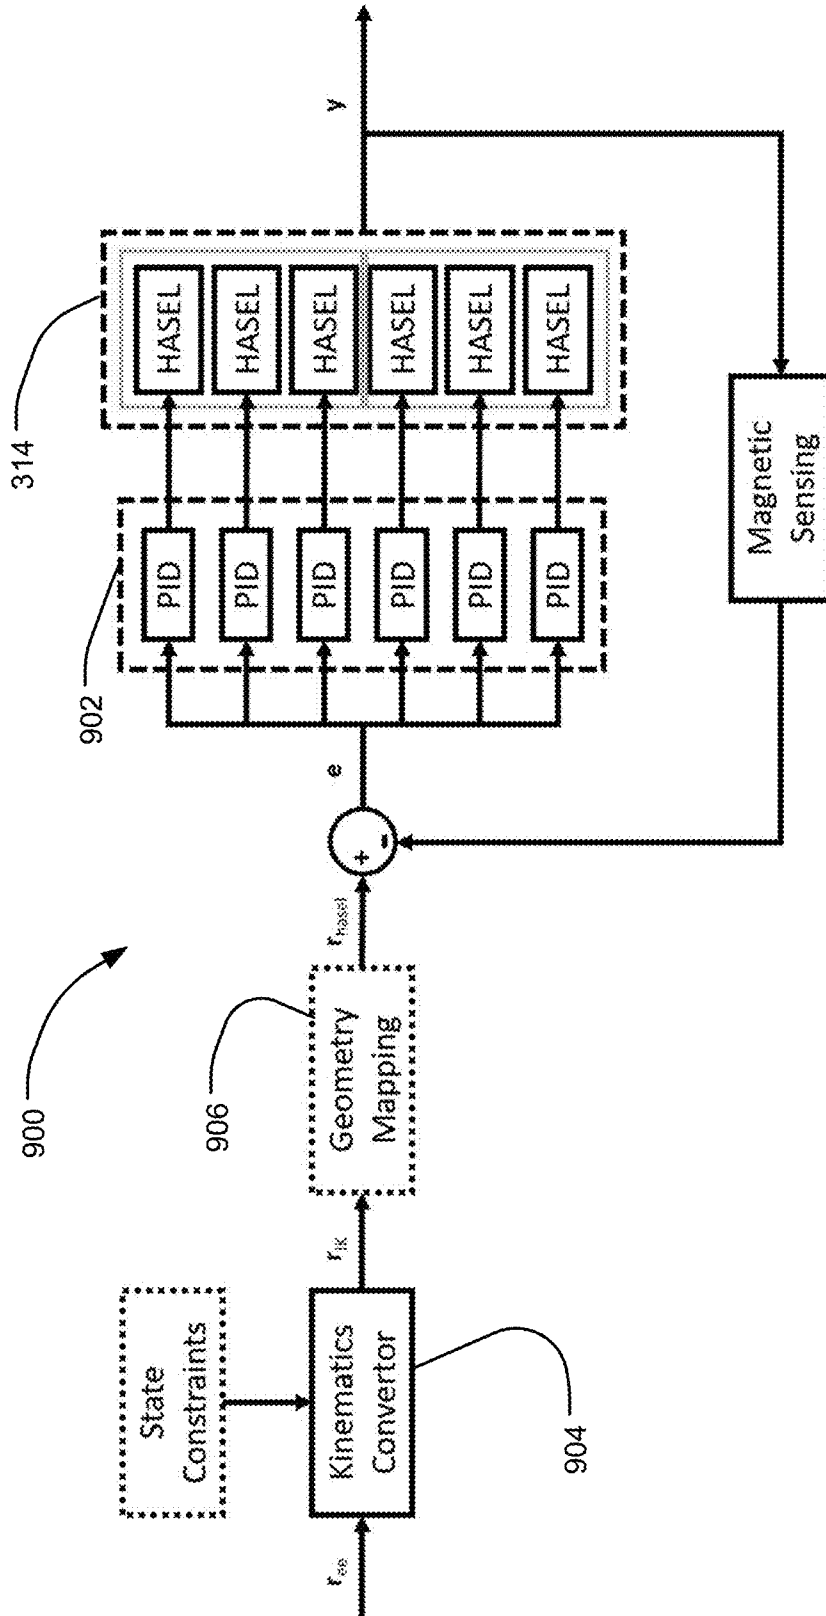 900
r_ee
State
Constraints
Kinematics
Convertor
904
r_IK
Geometry
Mapping
906
r_hasel
+
-
e
902
PID
PID
PID
PID
PID
PID
314
HASEL
HASEL
HASEL
HASEL
HASEL
HASEL
y
Magnetic
Sensing